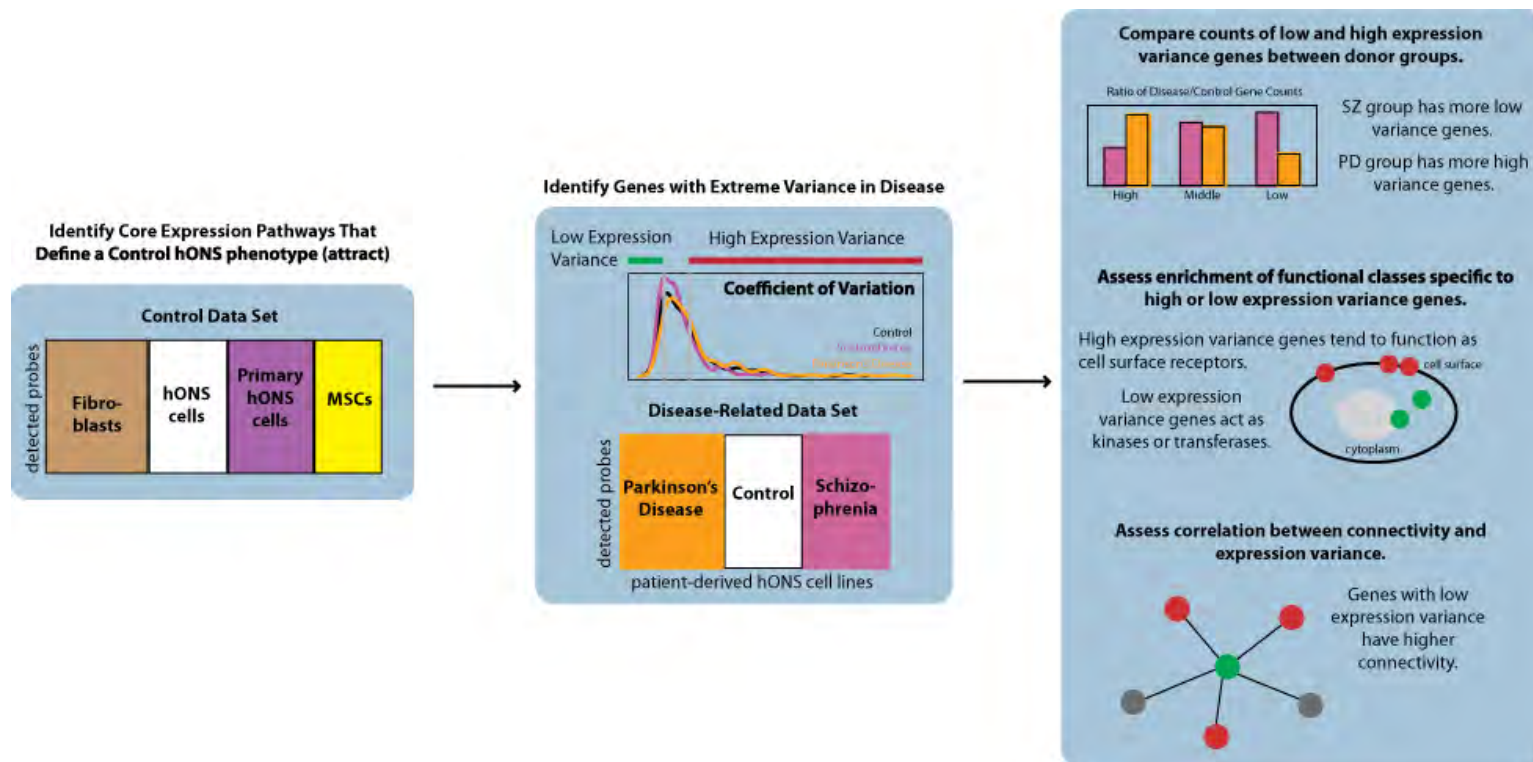 Identify Core Expression Pathways That
Define a Control hONS phenotype (attract)
Control Data Set
detected probes
Fibro-
blasts
hONS
cells
Primary
hONS
cells
MSCs
Identify Genes with Extreme Variance in Disease
Low Expression
Variance
High Expression Variance
Coefficient of Variation
Control
Disease-Related Data Set
detected probes
Parkinson's
Disease
Control
Schizo-
phrenia
patient-derived hONS cell lines
Compare counts of low and high expression
variance genes between donor groups.
Ratio of Disease/Control Gene Counts
High
Middle
Low
SZ group has more low
variance genes.
PD group has more high
variance genes.
Assess enrichment of functional classes specific to
high or low expression variance genes.
High expression variance genes tend to function as
cell surface receptors.
cell surface
Low expression
variance genes act as
kinases or transferases.
cytoplasm
Assess correlation between connectivity and
expression variance.
Genes with low
expression variance
have higher
connectivity.